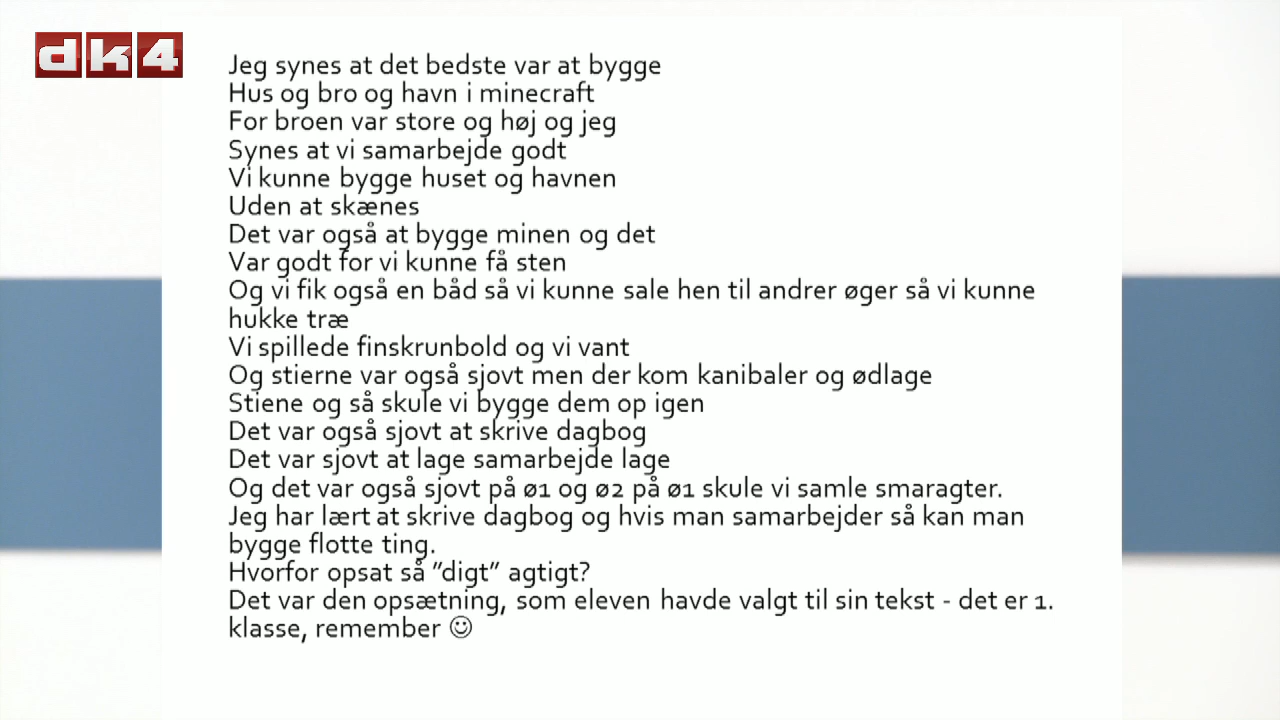 dk4
Jeg synes at det bedste var at bygge
Hus og bro og havn i minecraft
For broen var store og høj og jeg
Synes at vi samarbejde godt
Vi kunne bygge huset og havnen
Uden at skænes
Det var også at bygge minen og det
Var godt for vi kunne få sten
Og vi fik også en båd så vi kunne sale hen til andrer øger så vi kunne
hukke træ
Vi spillede finskrunbold og vi vant
Og stierne var også sjovt men der kom kanibaler og ødlage
Stiene og så skule vi bygge dem op igen
Det var også sjovt at skrive dagbog
Det var sjovt at lage samarbejde lage
Og det var også sjovt på ø1 og ø2 på ø1 skule vi samle smaragter.
Jeg har lært at skrive dagbog og hvis man samarbejder så kan man
bygge flotte ting.
Hvorfor opsat så ”digt” agtigt?
Det var den opsætning, som eleven havde valgt til sin tekst - det er 1.
klasse, remember ☺